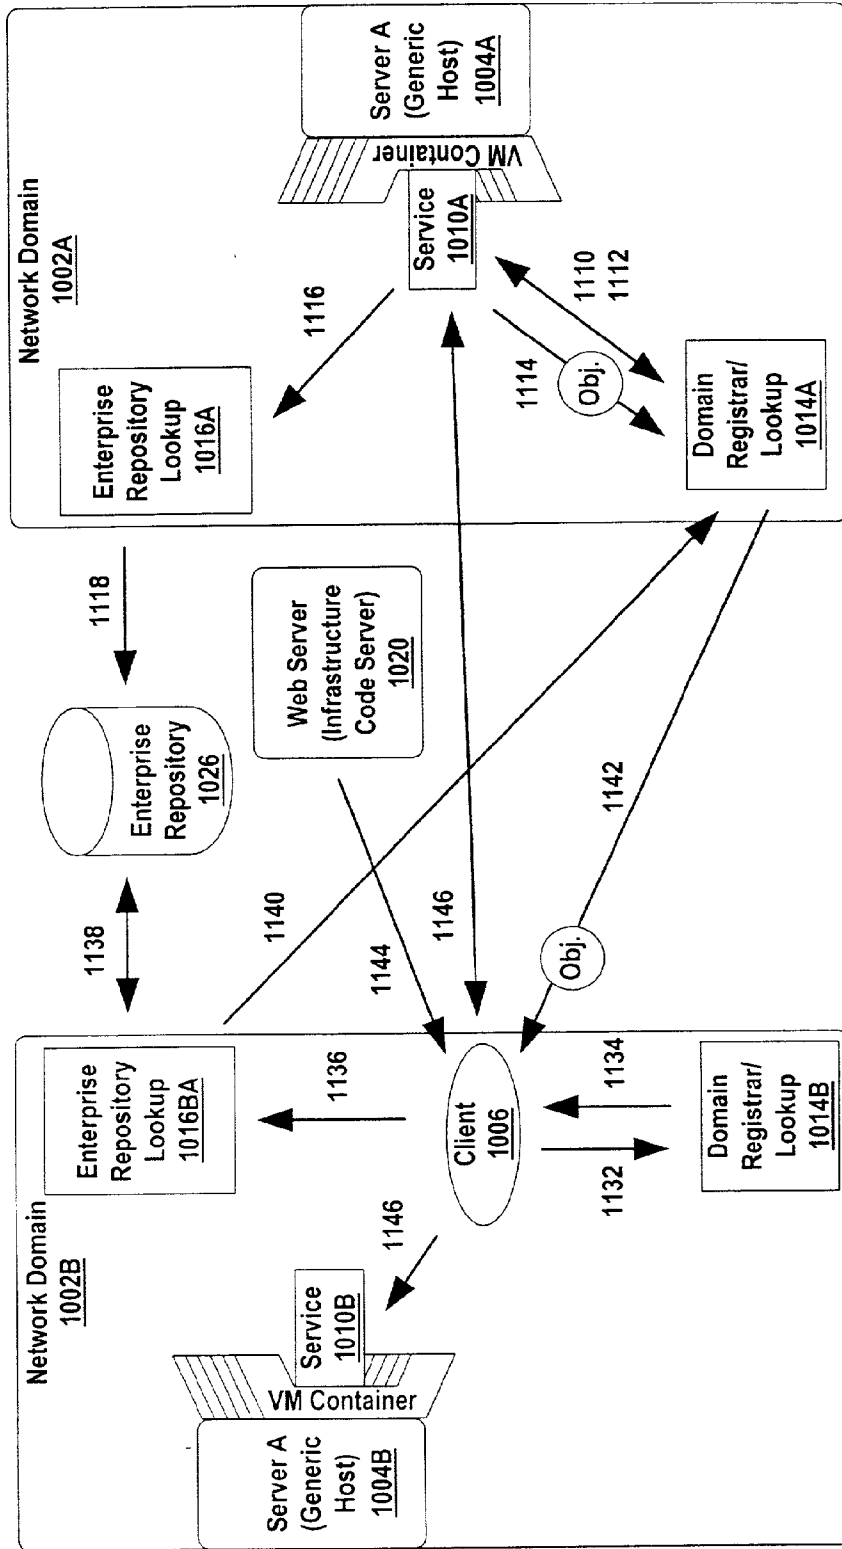 Network Domain
1002B
Server A
(Generic
Host)
1004B
VM Container
Service
1010B
1146
Enterprise
Repository
Lookup
1016BA
1136
Client
1006
1132
1134
Domain
Registrar/
Lookup
1014B
1138
Enterprise
Repository
1026
1118
1140
1144
Web Server
(Infrastructure
Code Server)
1020
1146
Obj.
1142
Network Domain
1002A
Enterprise
Repository
Lookup
1016A
1116
Service
1010A
VM Container
Server A
(Generic
Host)
1004A
1114
Obj.
1110
1112
Domain
Registrar/
Lookup
1014A